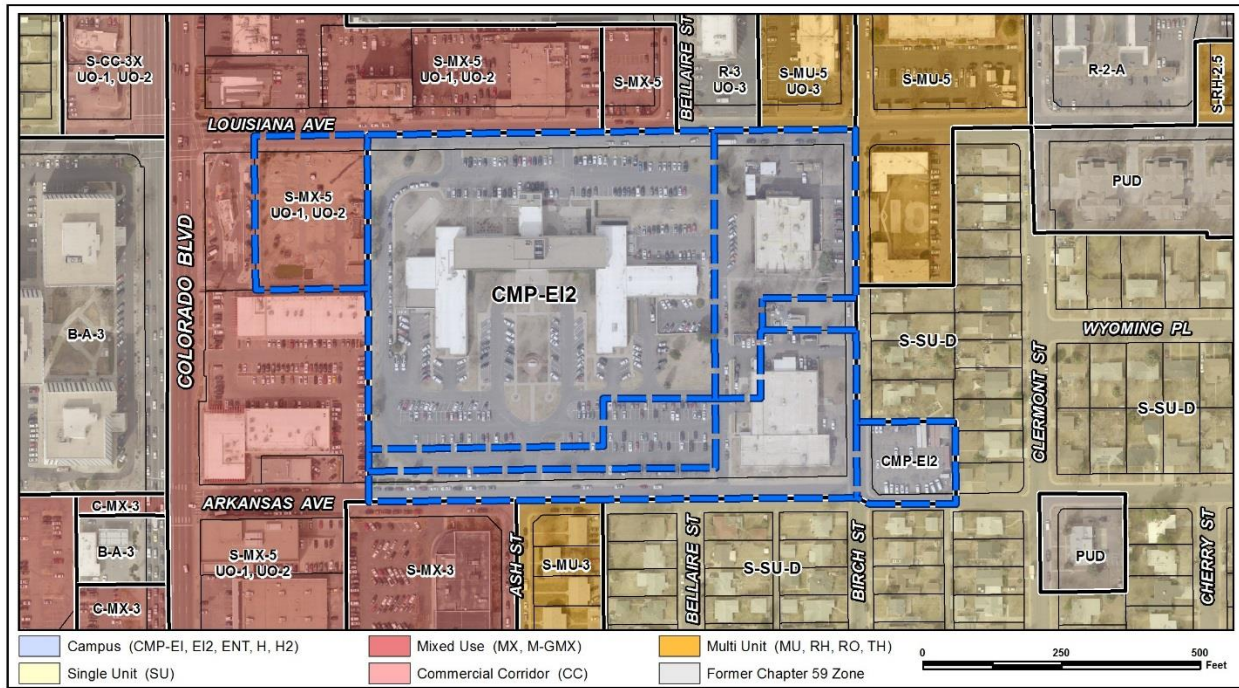 S-CC-3X
UO-1, UO-2
S-MX-5
UO-1, UO-2
S-MX-5
BELLAIRE ST
R-3
UO-3
S-MU-5
UO-3
S-MU-5
R-2-A
S-RH-2.5
LOUISIANA AVE
S-MX-5
UO-1, UO-2
PUD
B-A-3
COLORADO BLVD
CMP-EI2
S-SU-D
CLERMONT ST
WYOMING PL
S-SU-D
CMP-EI2
ARKANSAS AVE
C-MX-3
B-A-3
C-MX-3
S-MX-5
UO-1, UO-2
S-MX-3
ASH ST
S-MU-3
BELLAIRE ST
S-SU-D
BIRCH ST
PUD
CHERRY ST
Campus (CMP-EI, EI2, ENT, H, H2)
Mixed Use (MX, M-GMX)
Multi Unit (MU, RH, RO, TH)
Single Unit (SU)
Commercial Corridor (CC)
Former Chapter 59 Zone
0 250 500
Feet